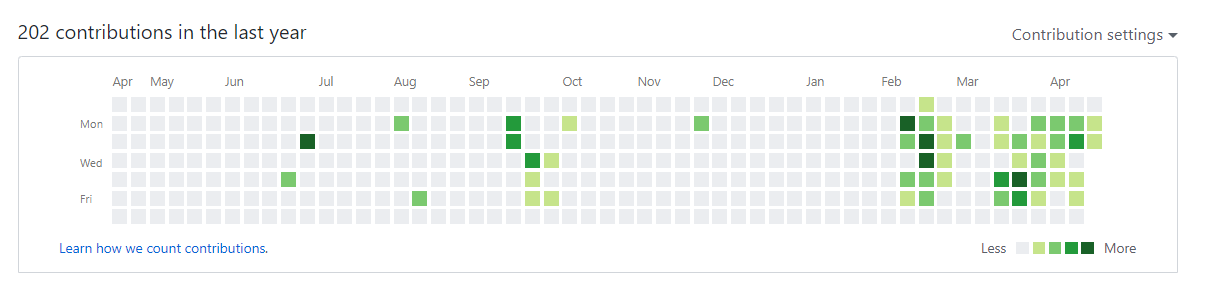 202 contributions in the last year
Contribution settings
Apr May Jun Jul Aug Sep Oct Nov Dec Jan Feb Mar Apr
Mon
Wed
Fri
Learn how we count contributions.
Less More